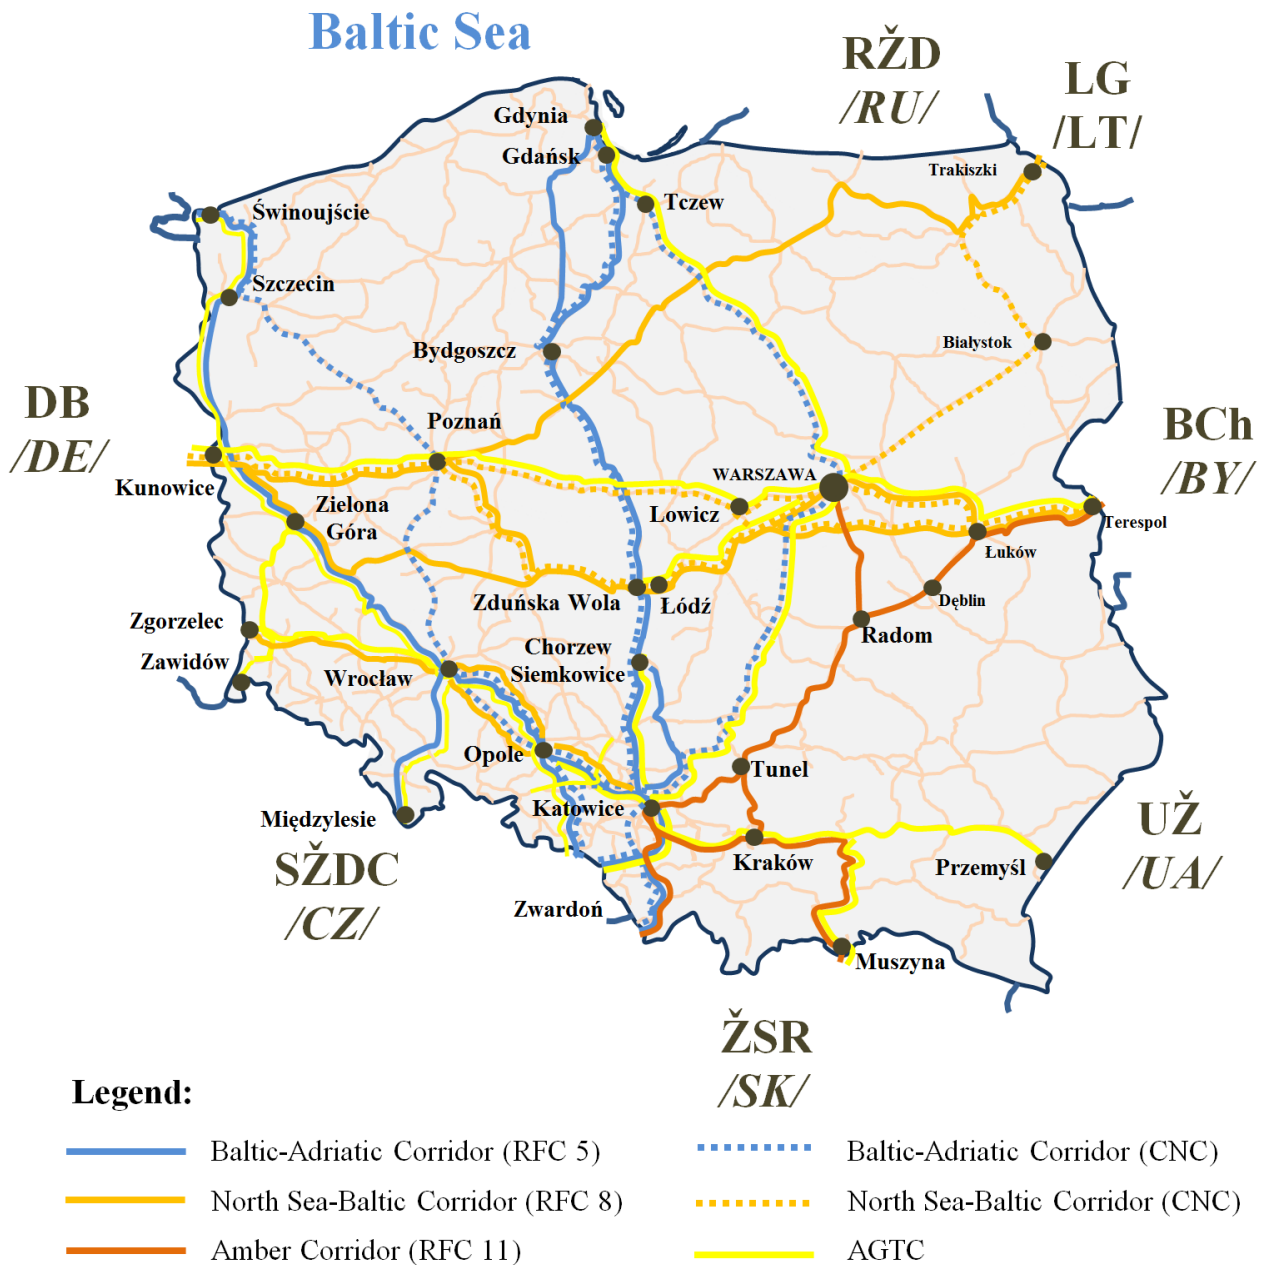 Baltic Sea
RŽD
/RU/
LG
/LT/
Gdynia
Gdańsk
Trakiszki
Tczew
Świnoujście
Szczecin
Bydgoszcz
Białystok
DB
/DE/
Poznań
BCh
/BY/
WARSZAWA
Kunowice
Zielona
Góra
Lowicz
Terespol
Łuków
Zduńska Wola
Łódź
Dęblin
Zgorzelec
Radom
Zawidów
Chorzew
Siemkowice
Wrocław
Opole
Tunel
Katowice
Międzylesie
UŽ
/UA/
SŽDC
/CZ/
Kraków
Przemyśl
Zwardoń
Muszyna
ŽSR
/SK/
Legend:
Baltic-Adriatic Corridor (RFC 5)
Baltic-Adriatic Corridor (CNC)
North Sea-Baltic Corridor (RFC 8)
North Sea-Baltic Corridor (CNC)
Amber Corridor (RFC 11)
AGTC